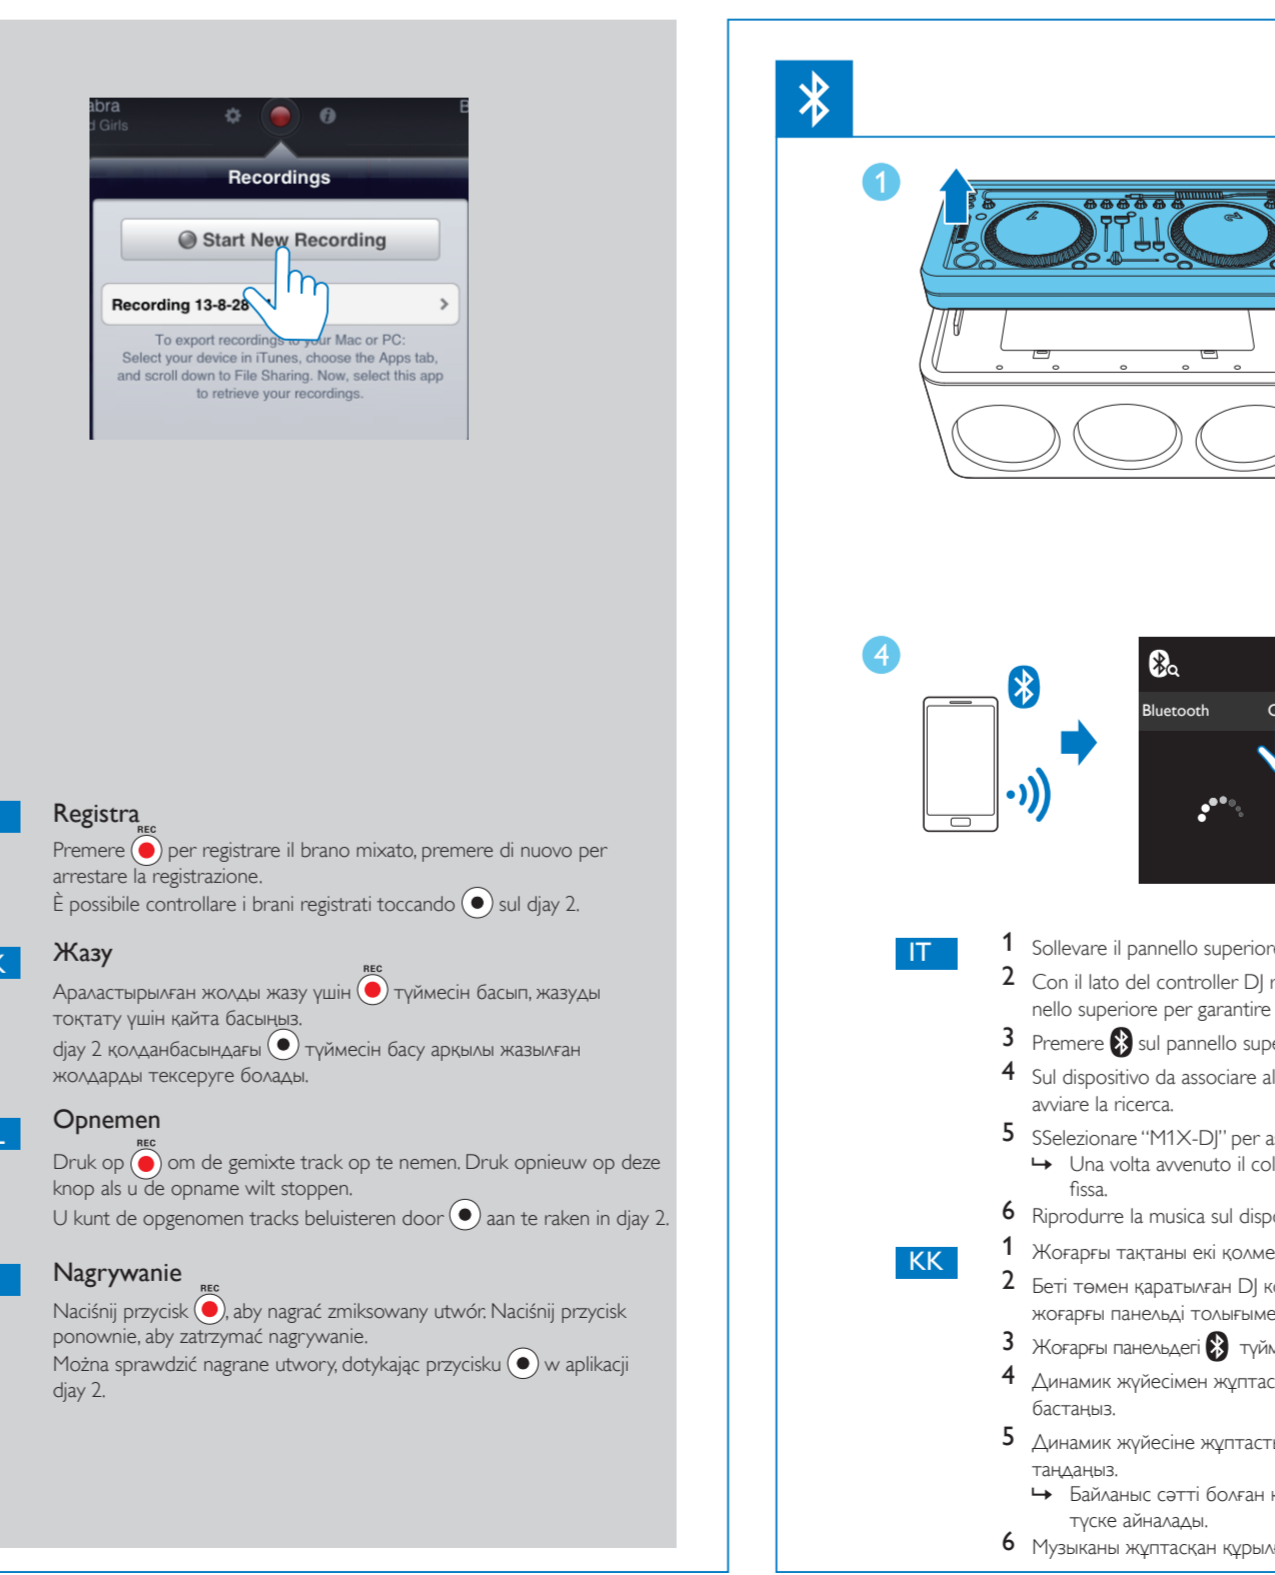 abra
d Girls
Recordings
Start New Recording
Recording 13-8-28
To export recordings to your Mac or PC:
Select your device in iTunes, choose the Apps tab,
and scroll down to File Sharing. Now, select this app
to retrieve your recordings.
Registra
REC
Premere per registrare il brano mixato, premere di nuovo per
arrestare la registrazione.
È possibile controllare i brani registrati toccando sul djay 2.
K
Жазу
REC
Араластырылған жолды жазу үшін түймесін басып, жазуды
тоқтату үшін қайта басыңыз.
djay 2 қолданбасындағы түймесін басу арқылы жазылған
жолдарды тексеруге болады.
L
Opnemen
REC
Druk op om de gemixte track op te nemen. Druk opnieuw op deze
knop als u de opname wilt stoppen.
U kunt de opgenomen tracks beluisteren door aan te raken in djay 2.
Nagrywanie
REC
Naciśnij przycisk , aby nagrać zmiksowany utwór. Naciśnij przycisk
ponownie, aby zatrzymać nagrywanie.
Można sprawdzić nagrane utwory, dotykając przycisku w aplikacji
djay 2.
1
1
2
4
Bluetooth
IT
1 Sollevare il pannello superiore
2 Con il lato del controller DJ r
nello superiore per garantire
3 Premere sul pannello supe
4 Sul dispositivo da associare al
avviare la ricerca.
5 SSelezionare “M1X-DJ” per a
↳ Una volta avvenuto il col
fissa.
6 Riprodurre la musica sul dispo
KK
1 Жоғарғы тақтаны екі қолме
2 Беті төмен қаратылған DJ к
жоғарғы панельді толығыме
3 Жоғарғы панельдегі түйм
4 Динамик жүйесімен жұптас
бастаңыз.
5 Динамик жүйесіне жұптасты
таңдаңыз.
↳ Байланыс сәтті болған
түске айналады.
6 Музыканы жұптасқан құрыл